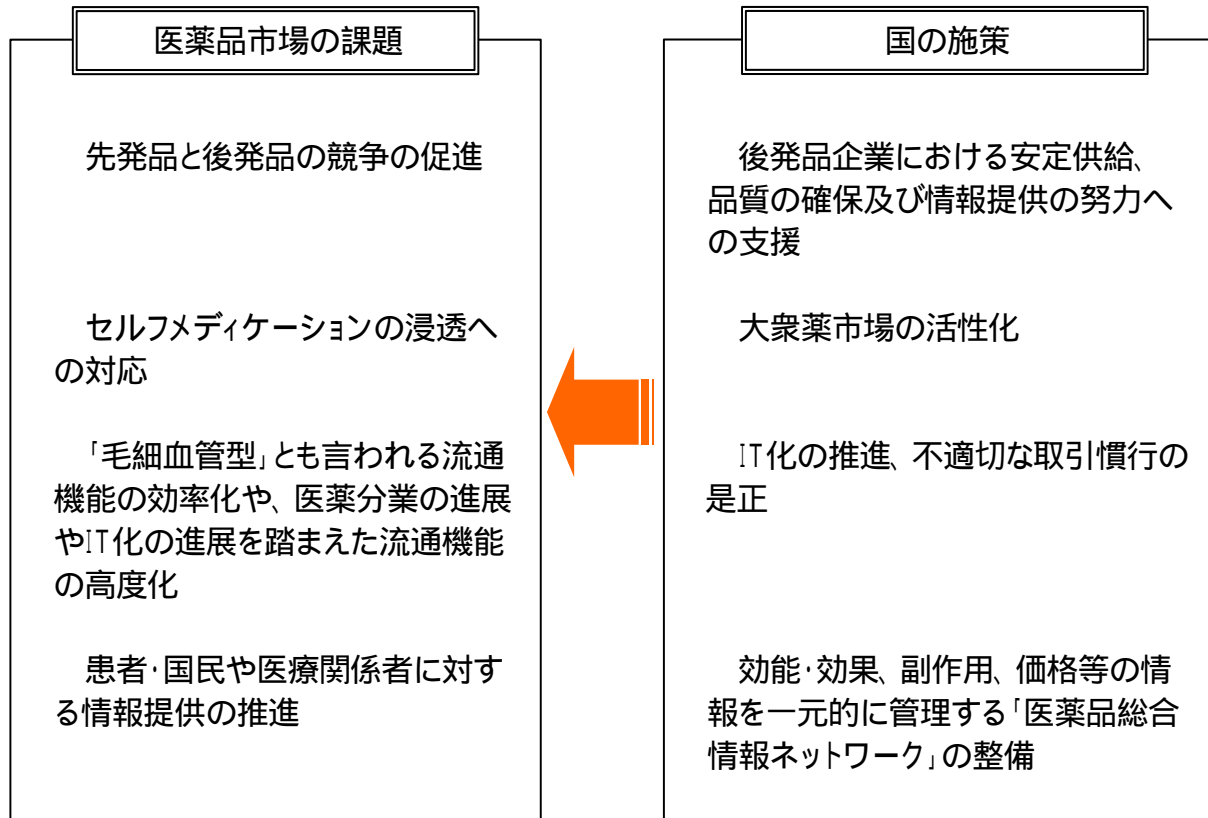 医薬品市場の課題
先発品と後発品の競争の促進
セルフメディケーションの浸透へ
の対応
「毛細血管型」とも言われる流通
機能の効率化や、医薬分業の進展
やIT化の進展を踏まえた流通機能
の高度化
患者・国民や医療関係者に対す
る情報提供の推進
国の施策
後発品企業における安定供給、
品質の確保及び情報提供の努力へ
の支援
大衆薬市場の活性化
IT化の推進、不適切な取引慣行の
是正
効能・効果、副作用、価格等の情
報を一元的に管理する「医薬品総合
情報ネットワーク」の整備